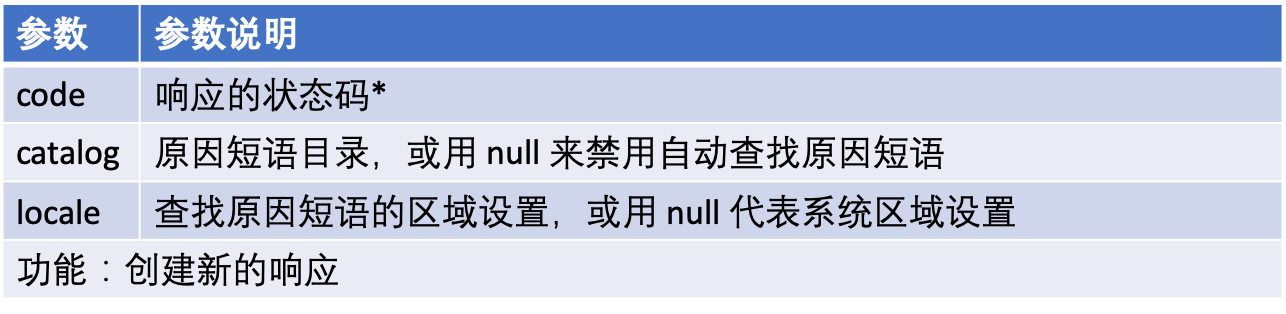 参数 参数说明
code 响应的状态码*
catalog 原因短语目录，或用 null 来禁用自动查找原因短语
locale 查找原因短语的区域设置，或用 null 代表系统区域设置
功能：创建新的响应